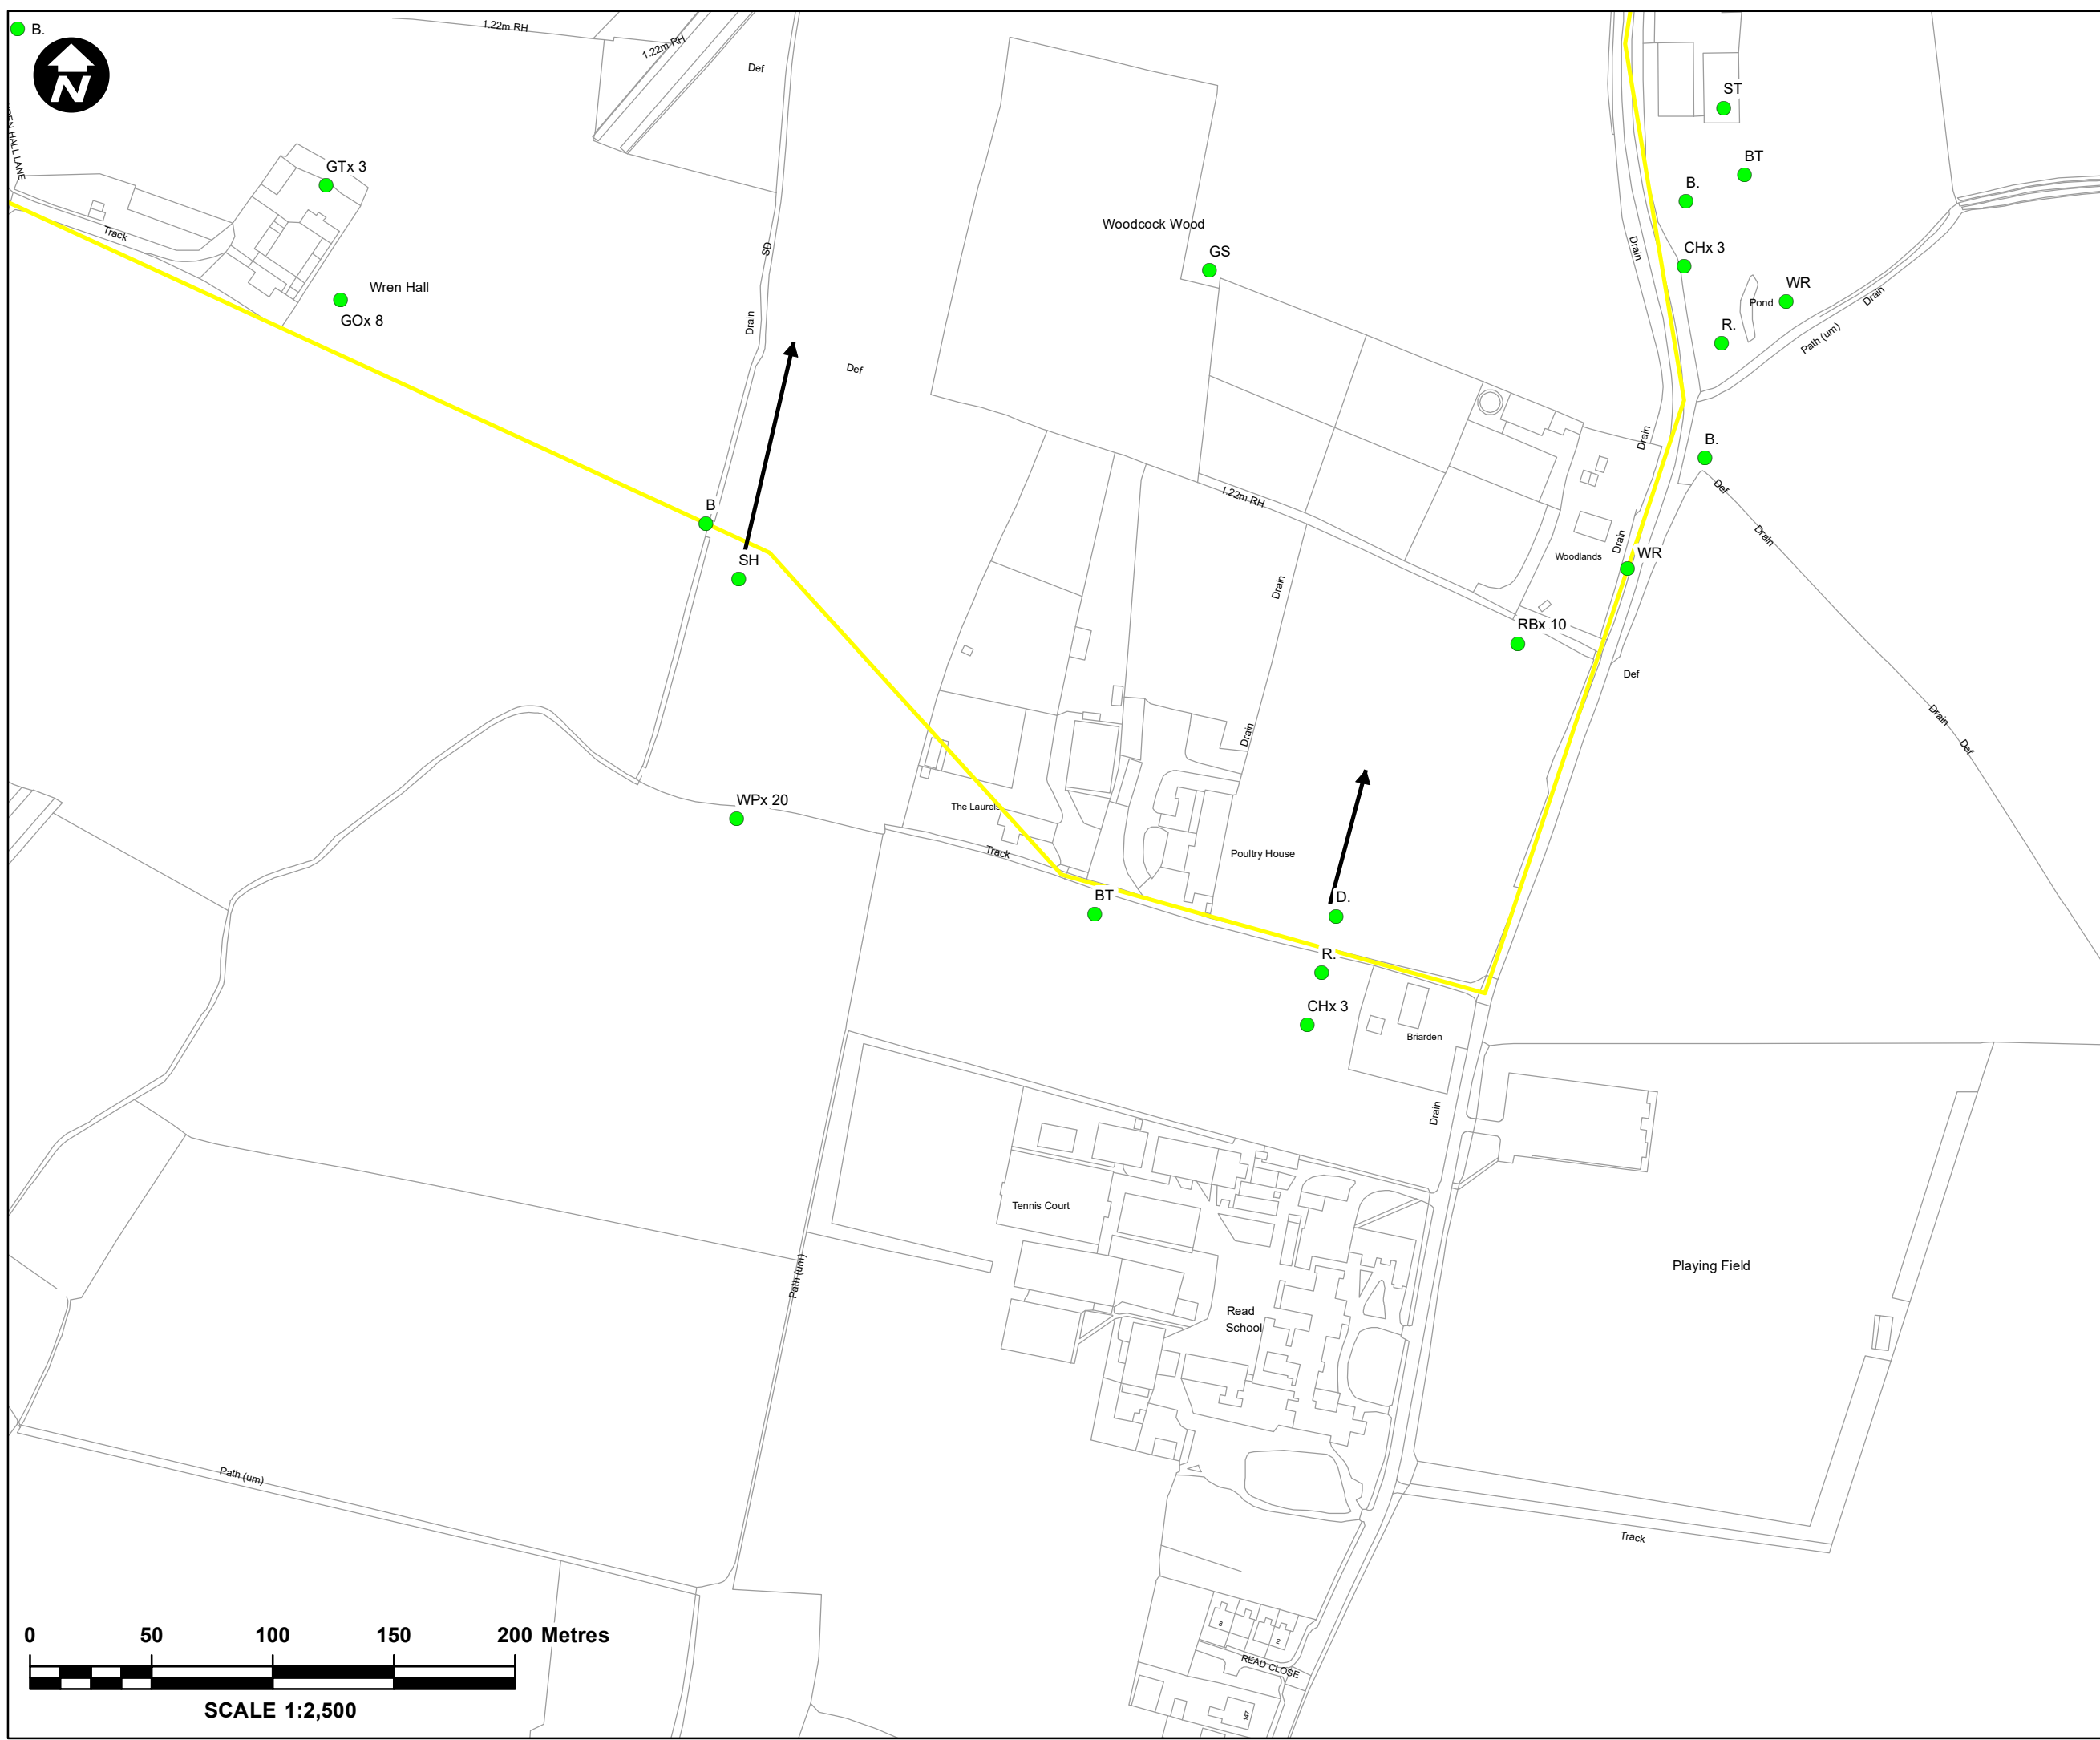 B.
1.22m RH
1.22m RH
Def
N
ST
BT
GTx 3
B.
Track
Woodcock Wood
SD
Drain
GS
CHx 3
Wren Hall
WR
Pond
Drain
GOx 8
Drain
Path (um)
R.
Def
Drain
B.
Def
1.22m RH
B
Drain
Drain
WR
Woodlands
SH
Drain
RBx 10
Def
Drain
Drain
Def
WPx 20
The Laurels
Track
Poultry House
BT
D.
R.
CHx 3
Briarden
Drain
Tennis Court
Path (um)
Playing Field
Read
School
Path (um)
Track
8
2
READ CLOSE
147
0 50 100 150 200 Metres
SCALE 1:2,500